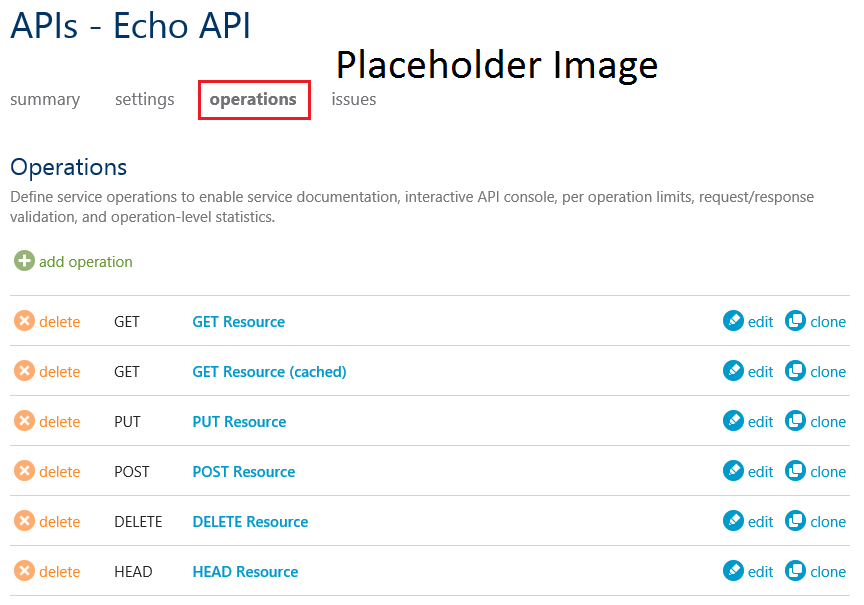 APIs - Echo API
Placeholder Image
summary settings operations issues
Operations
Define service operations to enable service documentation, interactive API console, per operation limits, request/response
validation, and operation-level statistics.
add operation
delete GET GET Resource edit clone
delete GET GET Resource (cached) edit clone
delete PUT PUT Resource edit clone
delete POST POST Resource edit clone
delete DELETE DELETE Resource edit clone
delete HEAD HEAD Resource edit clone